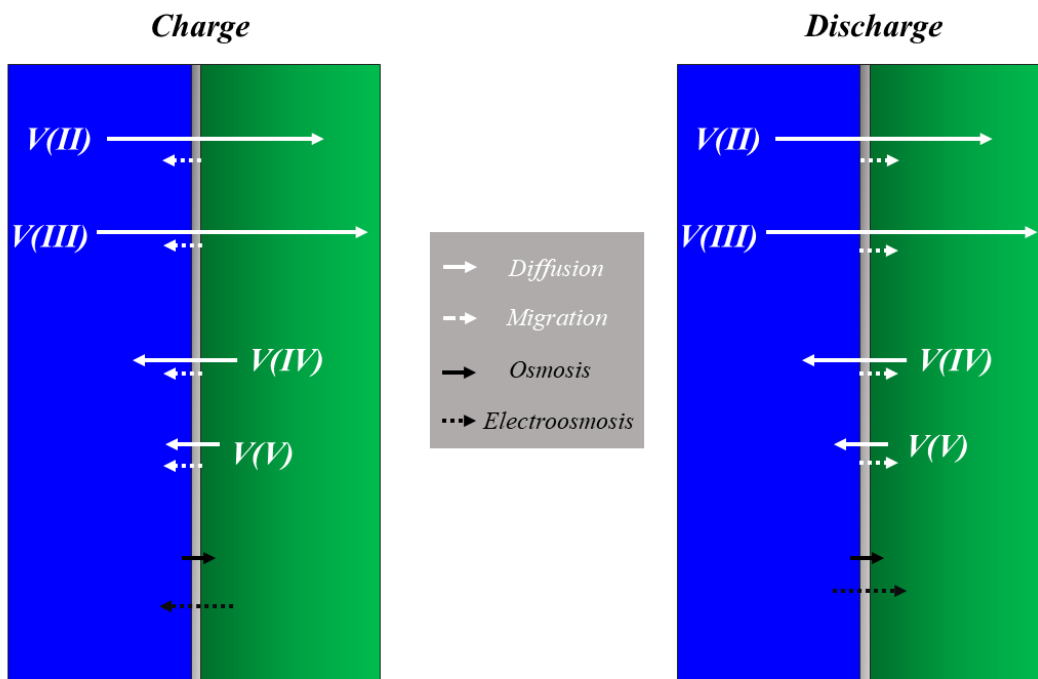 Charge
Discharge
V(II)
V(III)
V(IV)
V(V)
Diffusion
Migration
Osmosis
Electroosmosis
V(II)
V(III)
V(IV)
V(V)